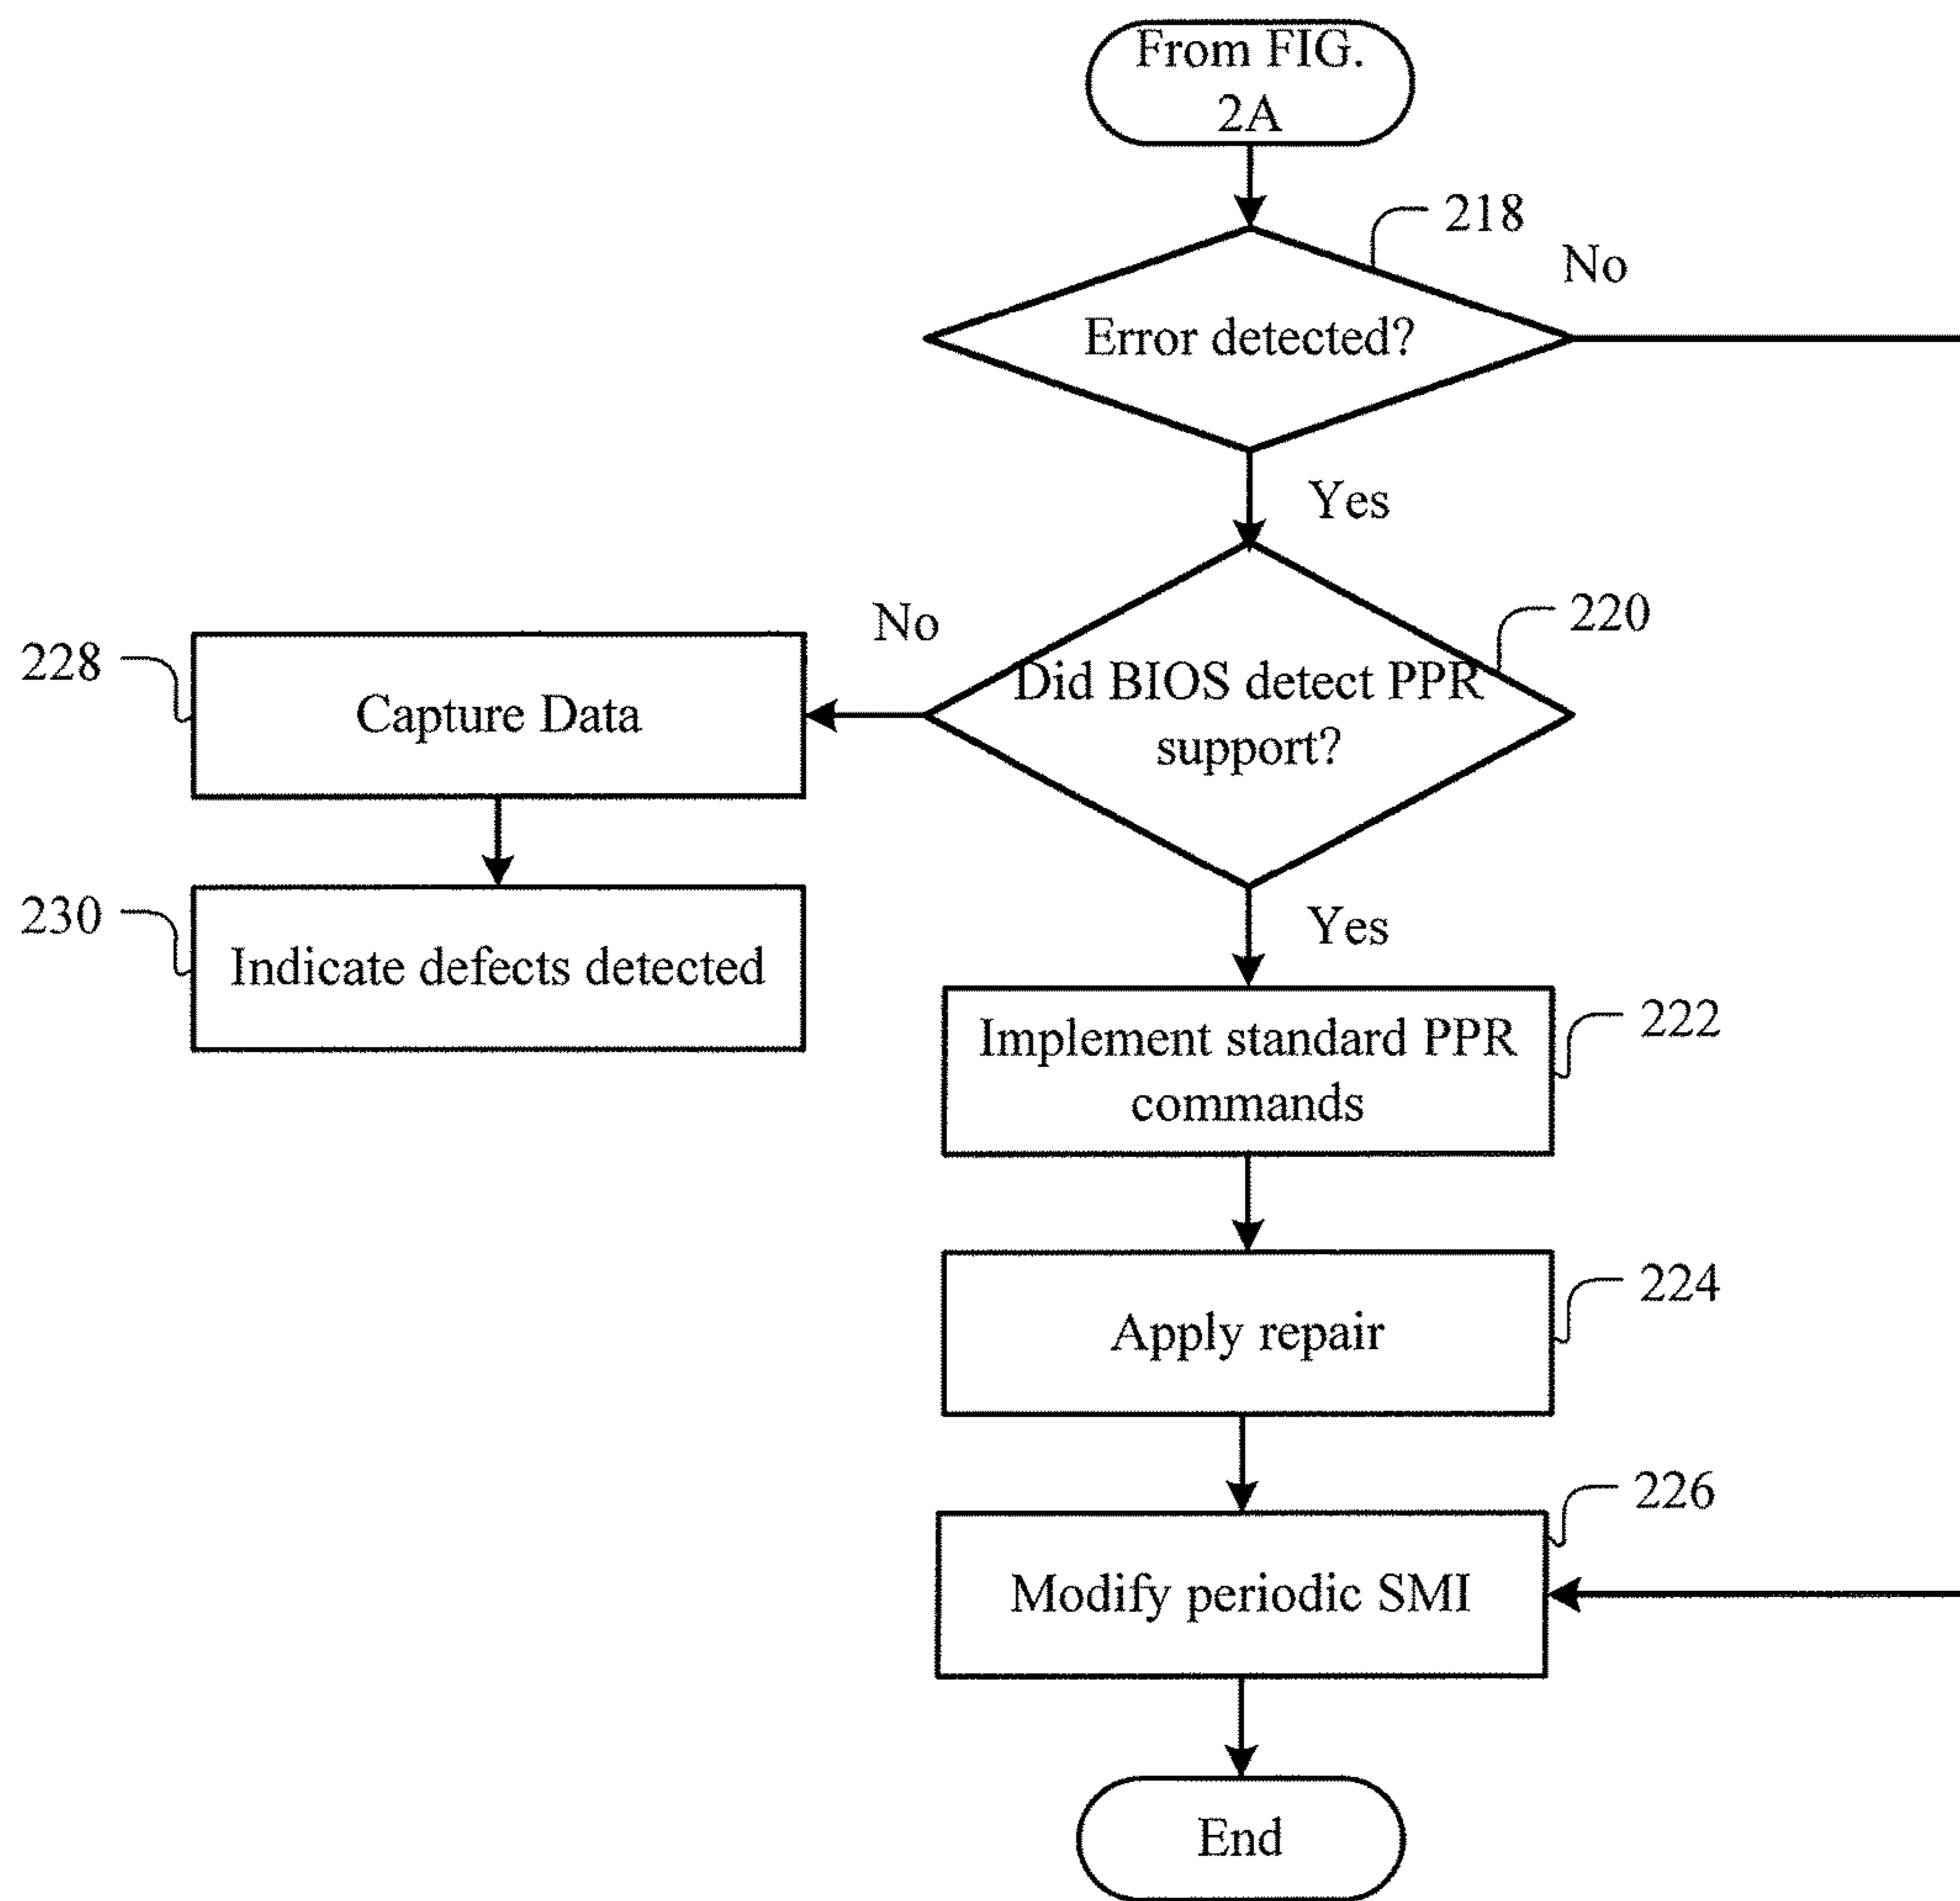 From FIG.
2A
218
No
Error detected?
Yes
220
No
Did BIOS detect PPR
support?
228
Capture Data
Yes
230
Indicate defects detected
222
Implement standard PPR
commands
224
Apply repair
226
Modify periodic SMI
End